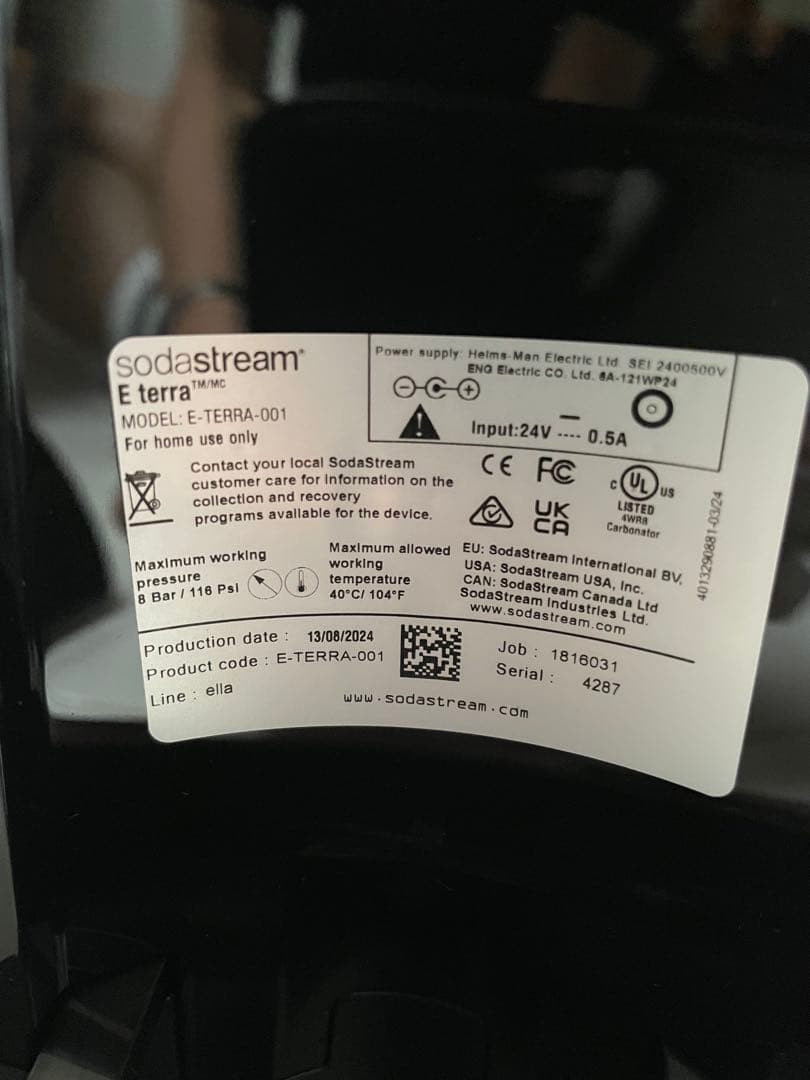 sodastream
E terra™/MC
MODEL: E-TERRA-001
For home use only
Power supply: Helms-Man Electric Ltd. SEI 2400500V
ENG Electric CO. Ltd. 6A-121WP24
Input:24V ---- 0.5A
Contact your local SodaStream
customer care for information on the
collection and recovery
programs available for the device.
CE FC
c UL US
LISTED
4WR8
Carbonator
UK
CA
Maximum working
pressure
8 Bar / 116 Psi
Maximum allowed
working
temperature
40°C/ 104°F
EU: SodaStream International BV,
USA: SodaStream USA, Inc.
CAN: SodaStream Canada Ltd
SodaStream Industries Ltd.
www.sodastream.com
4013290881-03/24
Production date : 13/08/2024
Product code : E-TERRA-001
Line : ella
Job : 1816031
Serial : 4287
www.sodastream.com